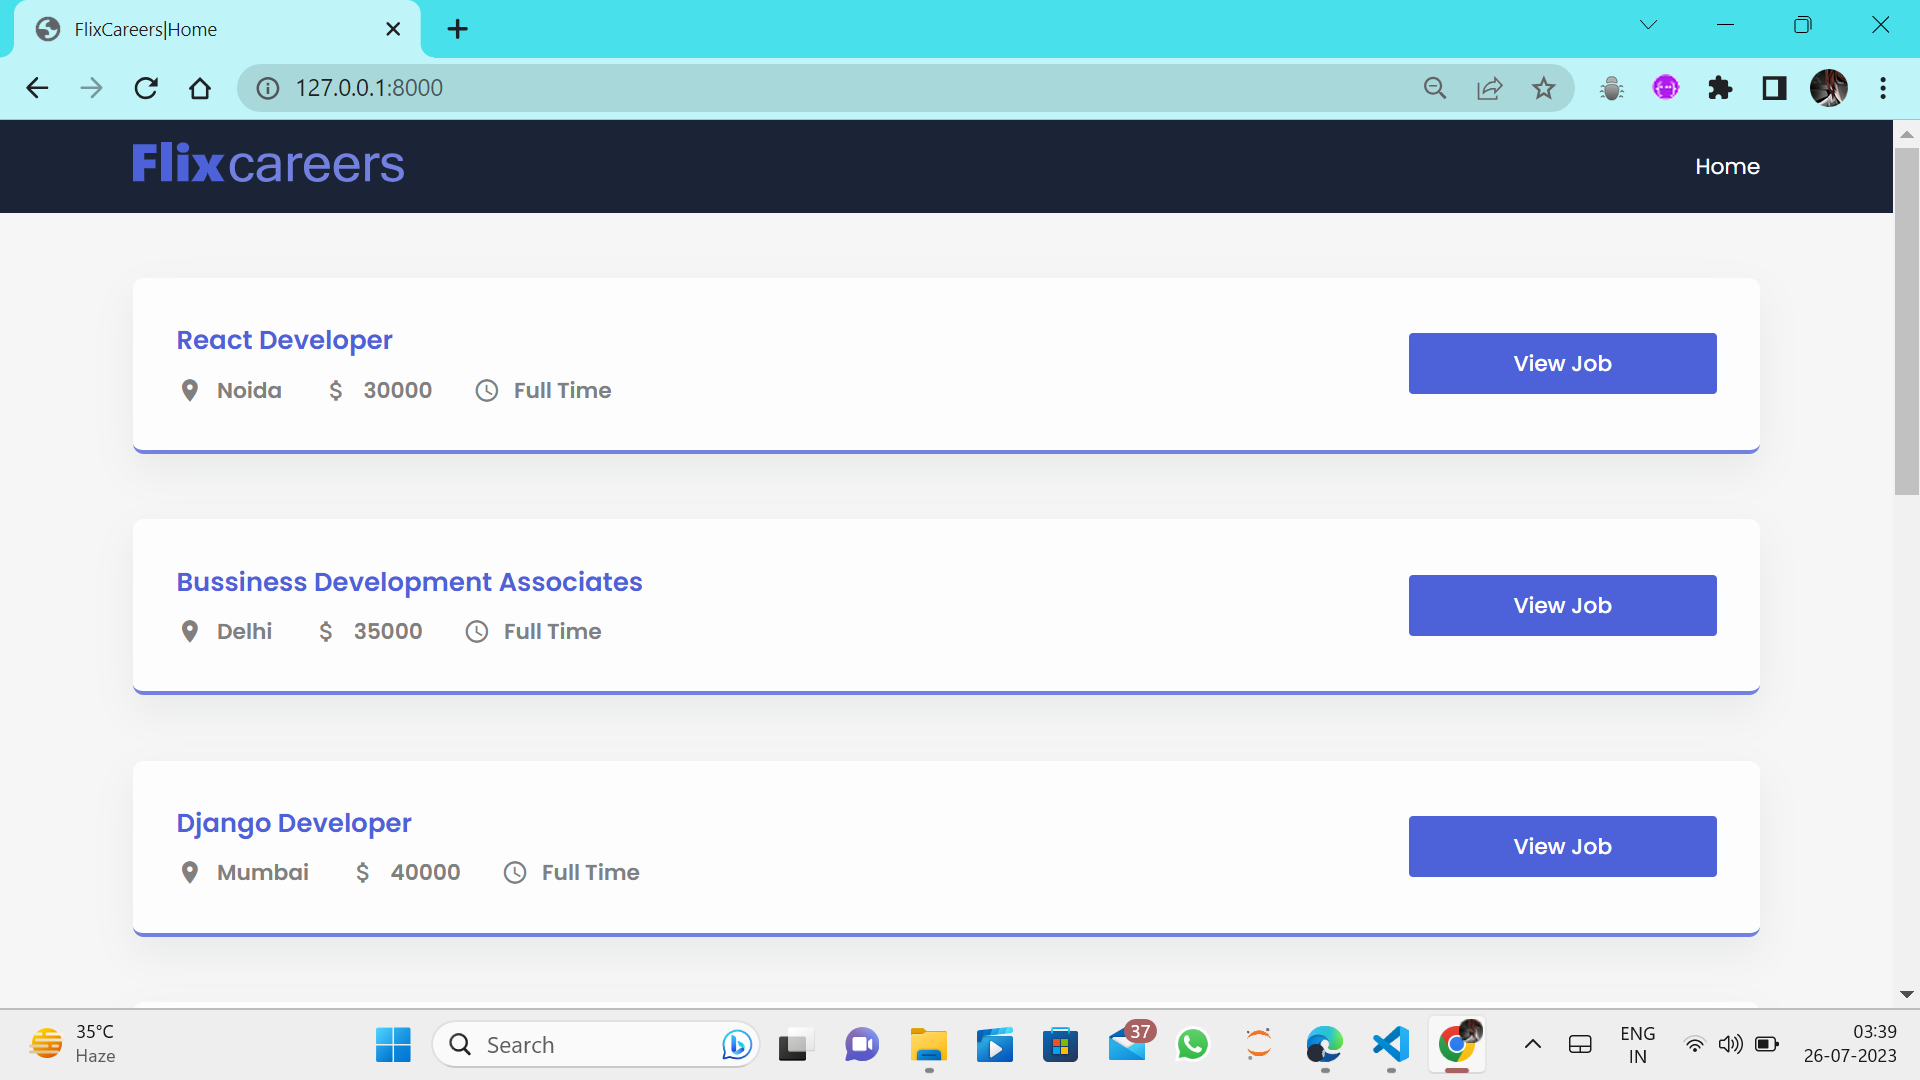 FlixCareers|Home
127.0.0.1:8000
Flixcareers
Home
React Developer
Noida $ 30000 Full Time
View Job
Bussiness Development Associates
Delhi $ 35000 Full Time
View Job
Django Developer
Mumbai $ 40000 Full Time
View Job
35°C
Haze
Search
37
ENG
IN
03:39
26-07-2023